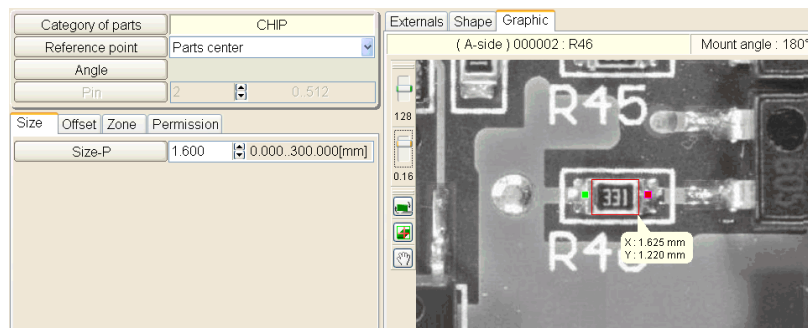 Category of parts CHIP
Reference point Parts center
Angle
Pin 2 0..512
Size Offset Zone Permission
Size-P 1.600 0.000..300.000[mm]
Externals Shape Graphic
( A-side ) 000002 : R46 Mount angle : 180°
128
0.16
R45
331
X : 1.625 mm
Y : 1.220 mm